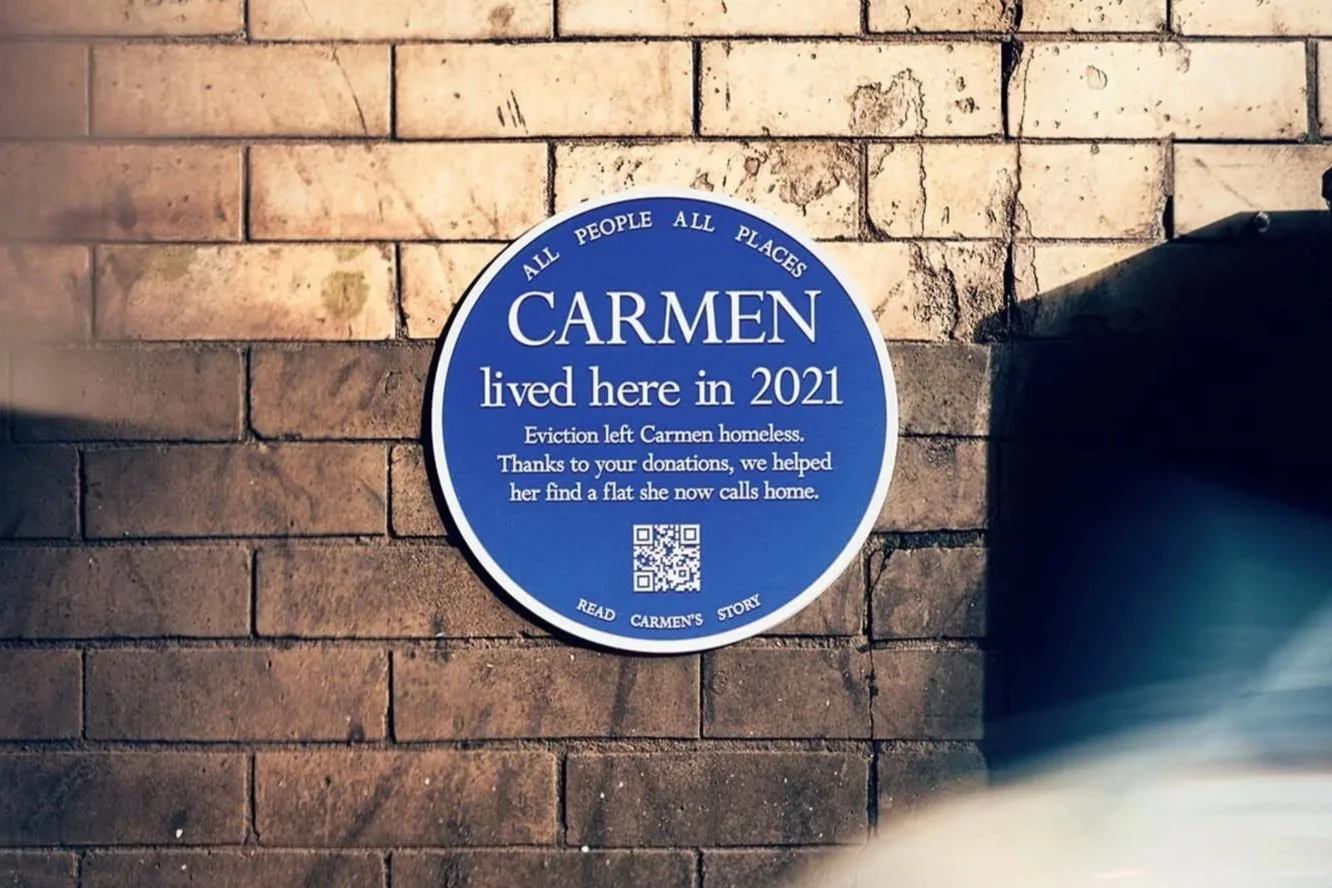 ALL PEOPLE ALL PLACES
CARMEN
lived here in 2021
Eviction left Carmen homeless.
Thanks to your donations, we helped
her find a flat she now calls home.
READ CARMEN'S STORY